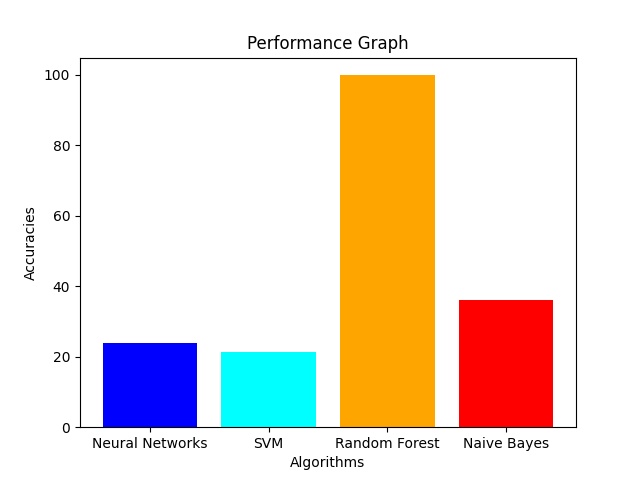 Performance Graph
Accuracies
100
80
60
40
20
0
Neural Networks SVM Random Forest Naive Bayes
Algorithms